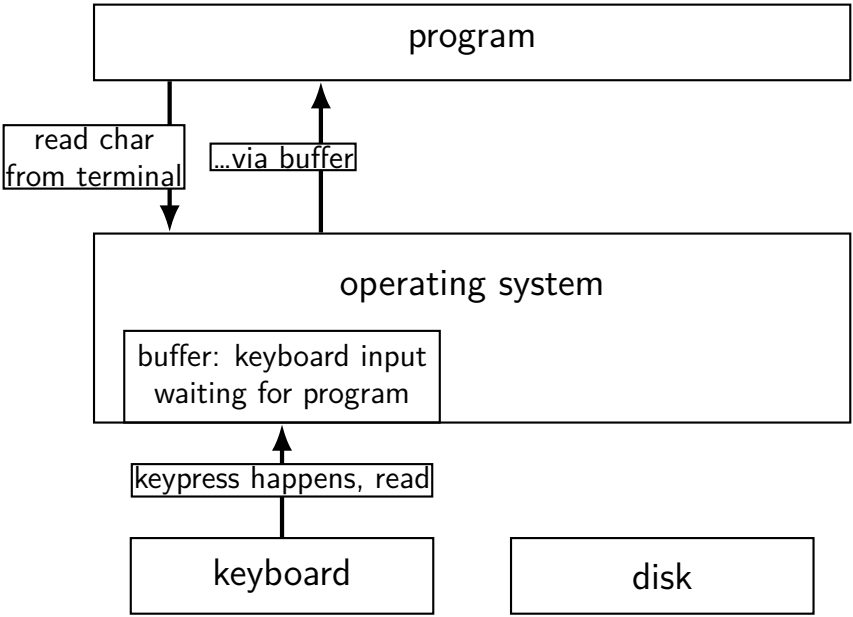 program
read char
from terminal
…via buffer
operating system
buffer: keyboard input
waiting for program
keypress happens, read
keyboard
disk